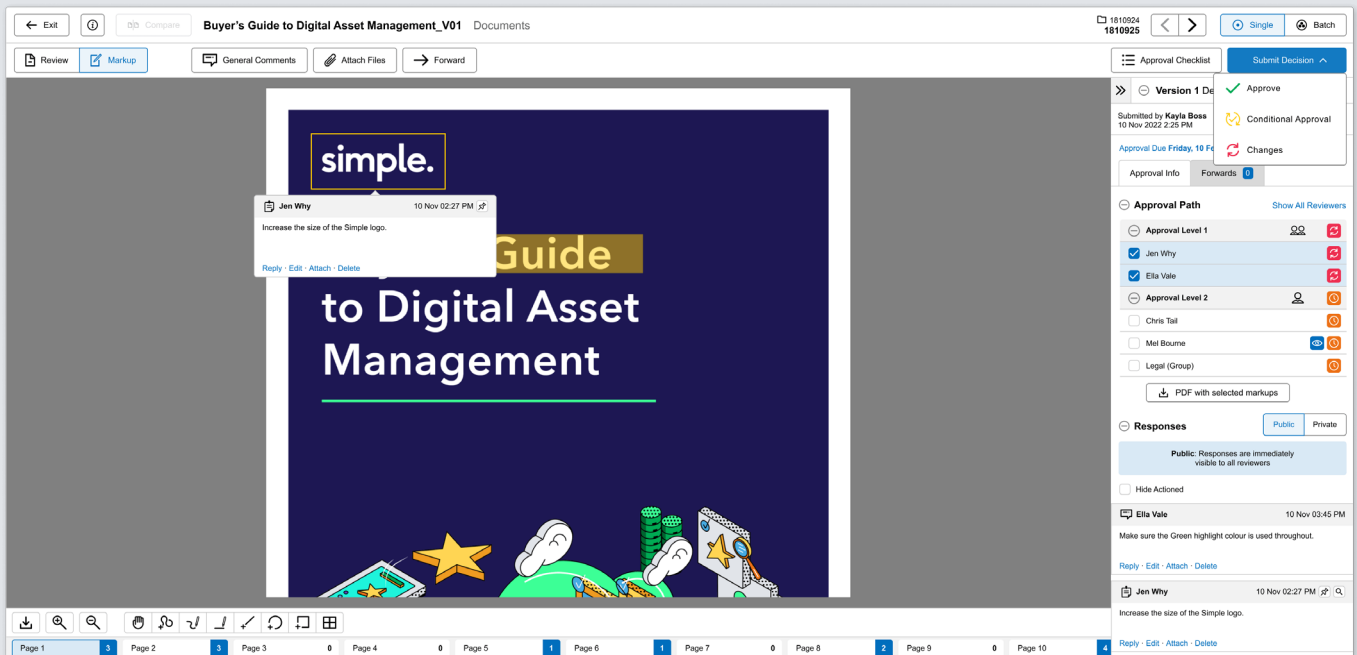 Exit
Compare
Buyer's Guide to Digital Asset Management_V01
Documents
1810924
1810925
Single
Batch
Review
Markup
General Comments
Attach Files
Forward
Approval Checklist
Submit Decision
Approve
Conditional Approval
Changes
simple.
Jen Why
10 Nov 02:27 PM
Increase the size of the Simple logo.
Reply · Edit · Attach · Delete
Guide
to Digital Asset
Management
Version 1 De
Submitted by Kayla Boss
10 Nov 2022 2:25 PM
Approval Due Friday, 10 Fe
Approval Info
Forwards 0
Approval Path
Show All Reviewers
Approval Level 1
Jen Why
Ella Vale
Approval Level 2
Chris Tail
Mel Bourne
Legal (Group)
PDF with selected markups
Responses
Public
Private
Public: Responses are immediately
visible to all reviewers
Hide Actioned
Ella Vale
10 Nov 03:45 PM
Make sure the Green highlight colour is used throughout.
Reply · Edit · Attach · Delete
Jen Why
10 Nov 02:27 PM
Increase the size of the Simple logo.
Reply · Edit · Attach · Delete
Page 1 3
Page 2 3
Page 3 0
Page 4 0
Page 5 1
Page 6 1
Page 7 0
Page 8 2
Page 9 0
Page 10 4